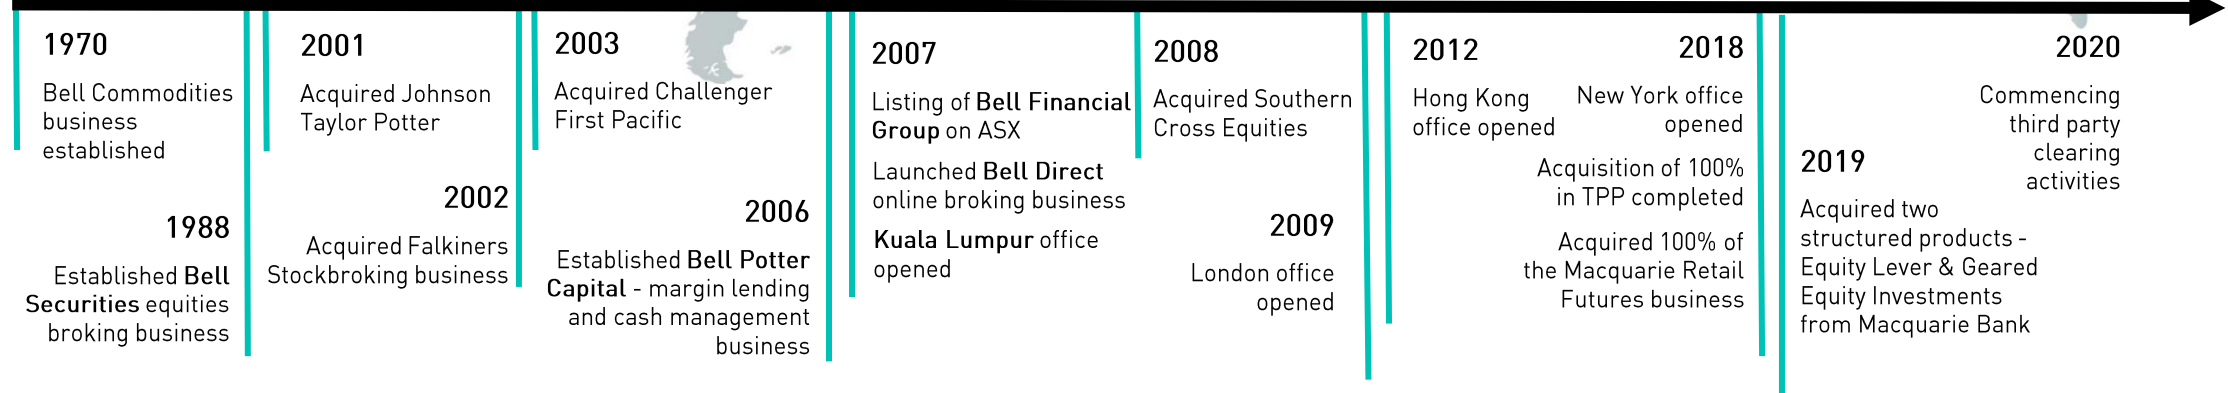 1970
Bell Commodities
business
established
1988
Established Bell
Securities equities
broking business
2001
Acquired Johnson
Taylor Potter
2002
Acquired Falkiners
Stockbroking business
2003
Acquired Challenger
First Pacific
2006
Established Bell Potter
Capital - margin lending
and cash management
business
2007
Listing of Bell Financial
Group on ASX
Launched Bell Direct
online broking business
Kuala Lumpur office
opened
2008
Acquired Southern
Cross Equities
2009
London office
opened
2012
Hong Kong
office opened
2018
New York office
opened
Acquisition of 100%
in TPP completed
Acquired 100% of
the Macquarie Retail
Futures business
2019
Acquired two
structured products -
Equity Lever & Geared
Equity Investments
from Macquarie Bank
2020
Commencing
third party
clearing
activities